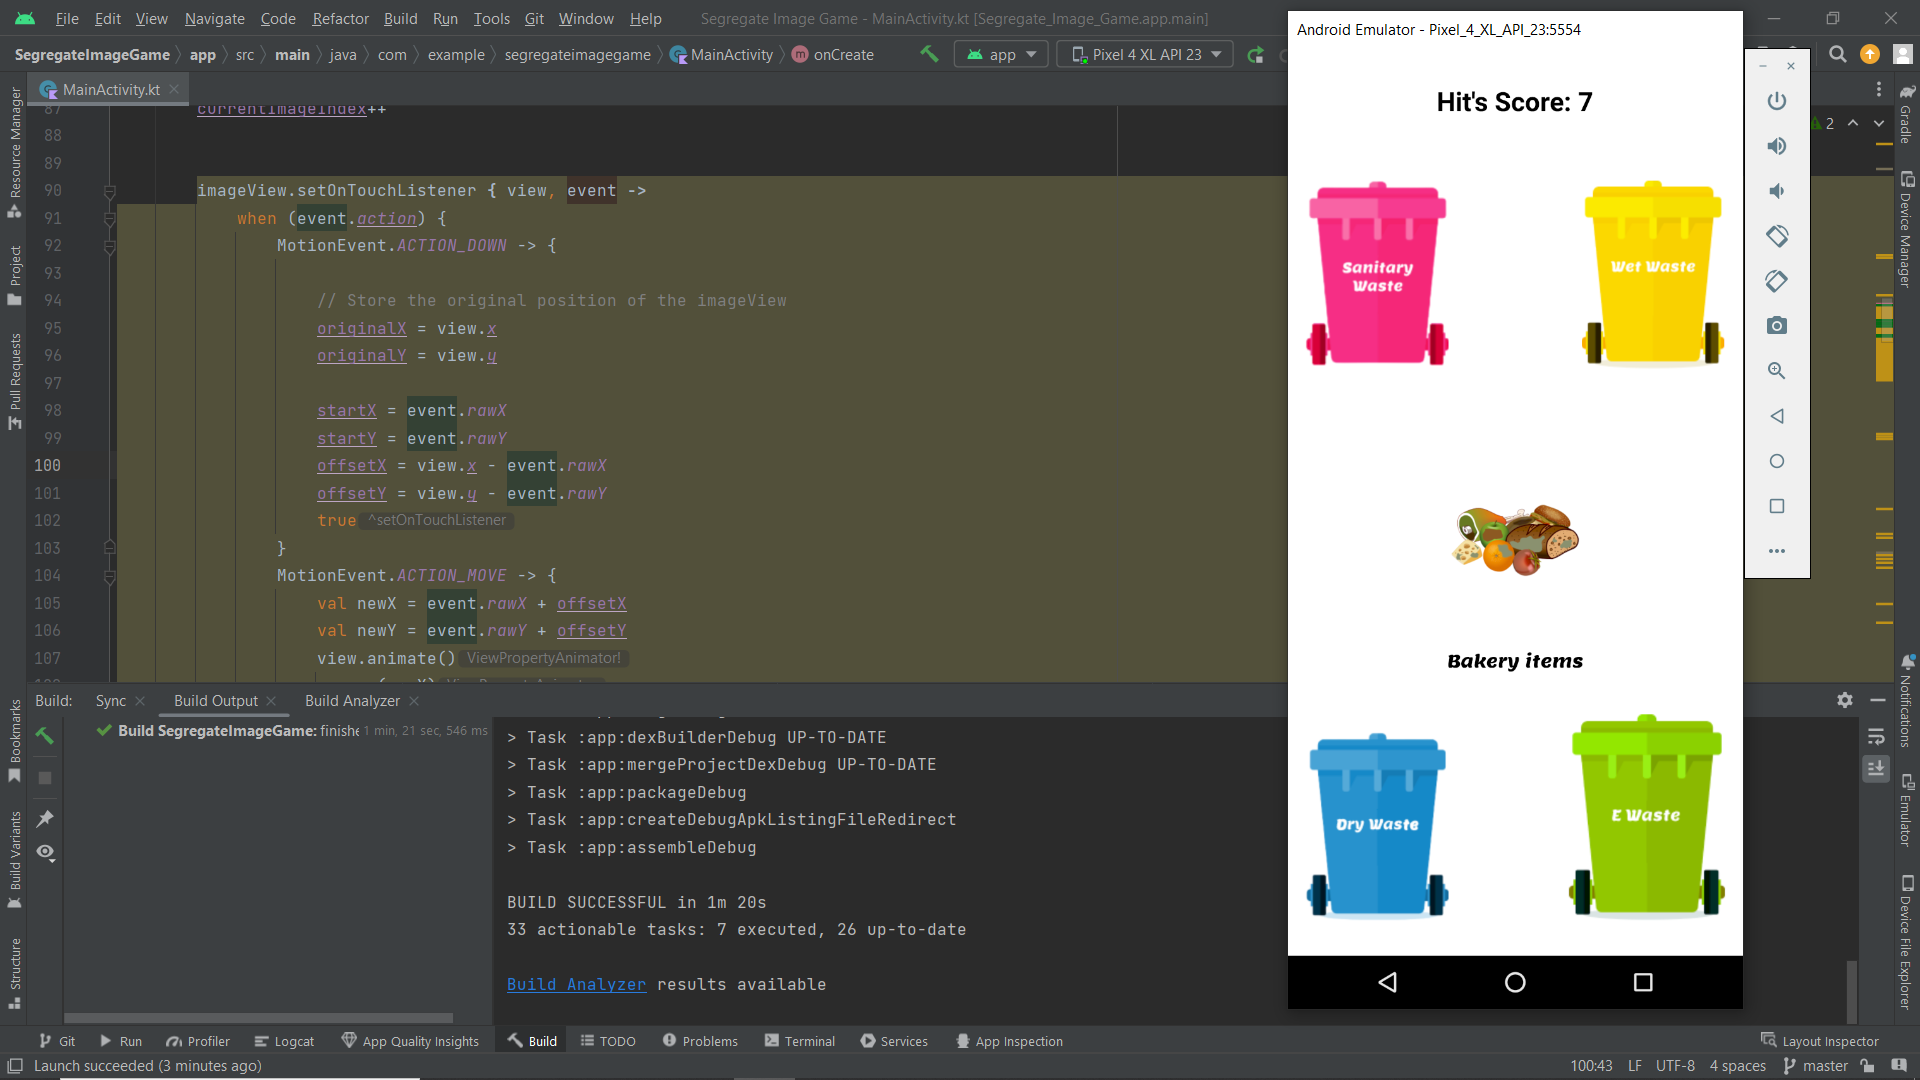 File Edit View Navigate Code Refactor Build Run Tools Git Window Help
Segregate Image Game - MainActivity.kt [Segregate_Image_Game.app.main]
SegregateImageGame app src main java com example segregateimagegame MainActivity onCreate
app
Pixel 4 XL API 23
MainActivity.kt
2
87 currentImageIndex++
88
89
90 imageView.setOnTouchListener { view, event ->
91 when (event.action) {
92 MotionEvent.ACTION_DOWN -> {
93
94 // Store the original position of the imageView
95 originalX = view.x
96 originalY = view.y
97
98 startX = event.rawX
99 startY = event.rawY
100 offsetX = view.x - event.rawX
101 offsetY = view.y - event.rawY
102 true ^setOnTouchListener
103 }
104 MotionEvent.ACTION_MOVE -> {
105 val newX = event.rawX + offsetX
106 val newY = event.rawY + offsetY
107 view.animate() ViewPropertyAnimator!
Resource Manager
Project
Pull Requests
Bookmarks
Build Variants
Structure
Build: Sync Build Output Build Analyzer
Build SegregateImageGame: finishe 1 min, 21 sec, 546 ms
> Task :app:dexBuilderDebug UP-TO-DATE
> Task :app:mergeProjectDexDebug UP-TO-DATE
> Task :app:packageDebug
> Task :app:createDebugApkListingFileRedirect
> Task :app:assembleDebug
BUILD SUCCESSFUL in 1m 20s
33 actionable tasks: 7 executed, 26 up-to-date
Build Analyzer results available
Android Emulator - Pixel_4_XL_API_23:5554
Hit's Score: 7
Sanitary
Waste
Wet Waste
Bakery items
Dry Waste
E Waste
Gradle
Device Manager
Notifications
Emulator
Device File Explorer
Git Run Profiler Logcat App Quality Insights Build TODO Problems Terminal Services App Inspection Layout Inspector
Launch succeeded (3 minutes ago)
100:43 LF UTF-8 4 spaces master